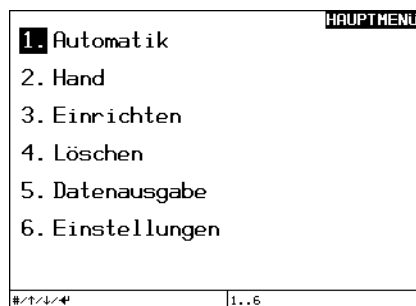 HAUPTMENÜ
1. Automatik
2. Hand
3. Einrichten
4. Löschen
5. Datenausgabe
6. Einstellungen
#/↑/↓/↵ 1..6